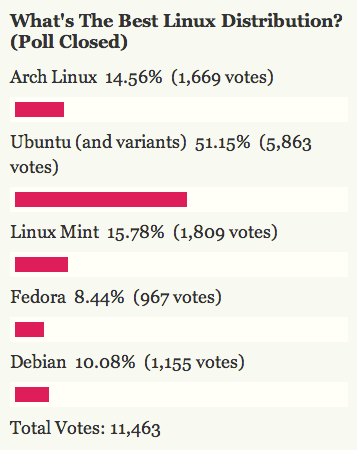 What's The Best Linux Distribution?
(Poll Closed)
Arch Linux 14.56% (1,669 votes)
Ubuntu (and variants) 51.15% (5,863
votes)
Linux Mint 15.78% (1,809 votes)
Fedora 8.44% (967 votes)
Debian 10.08% (1,155 votes)
Total Votes: 11,463